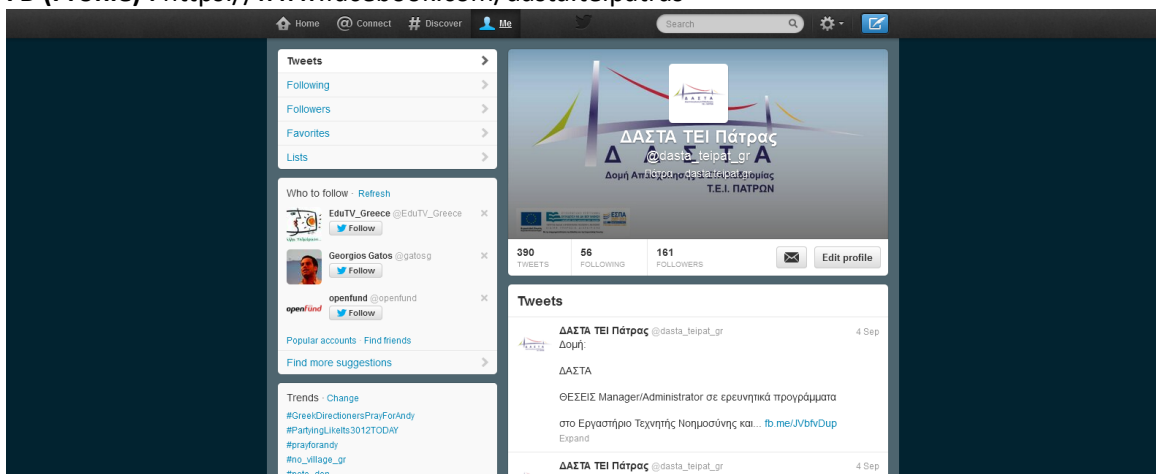 Home Connect Discover Me Search
Tweets
Following
Followers
Favorites
Lists
Who to follow · Refresh
EduTV_Greece @EduTV_Greece
Follow
Georgios Gatos @gatosg
Follow
openfund @openfund
openfund
Follow
Popular accounts · Find friends
Find more suggestions
Trends · Change
#GreekDirectionersPrayForAndy
#PartyingLikeIts3012TODAY
#prayforandy
#no_village_gr
ΔΑΣΤΑ
ΔΑΣΤΑ ΤΕΙ Πάτρας
@dasta_teipat_gr
Δ Α Σ Τ Α
Τ.Ε.Ι. ΠΑΤΡΩΝ
ΕΣΠΑ
390 TWEETS
56 FOLLOWING
161 FOLLOWERS
Edit profile
Tweets
ΔΑΣΤΑ ΤΕΙ Πάτρας @dasta_teipat_gr 4 Sep
Δομή:
ΔΑΣΤΑ
ΘΕΣΕΙΣ Manager/Administrator σε ερευνητικά προγράμματα
στο Εργαστήριο Τεχνητής Νοημοσύνης και... fb.me/JVbfvDup
Expand
ΔΑΣΤΑ ΤΕΙ Πάτρας @dasta_teipat_gr 4 Sep